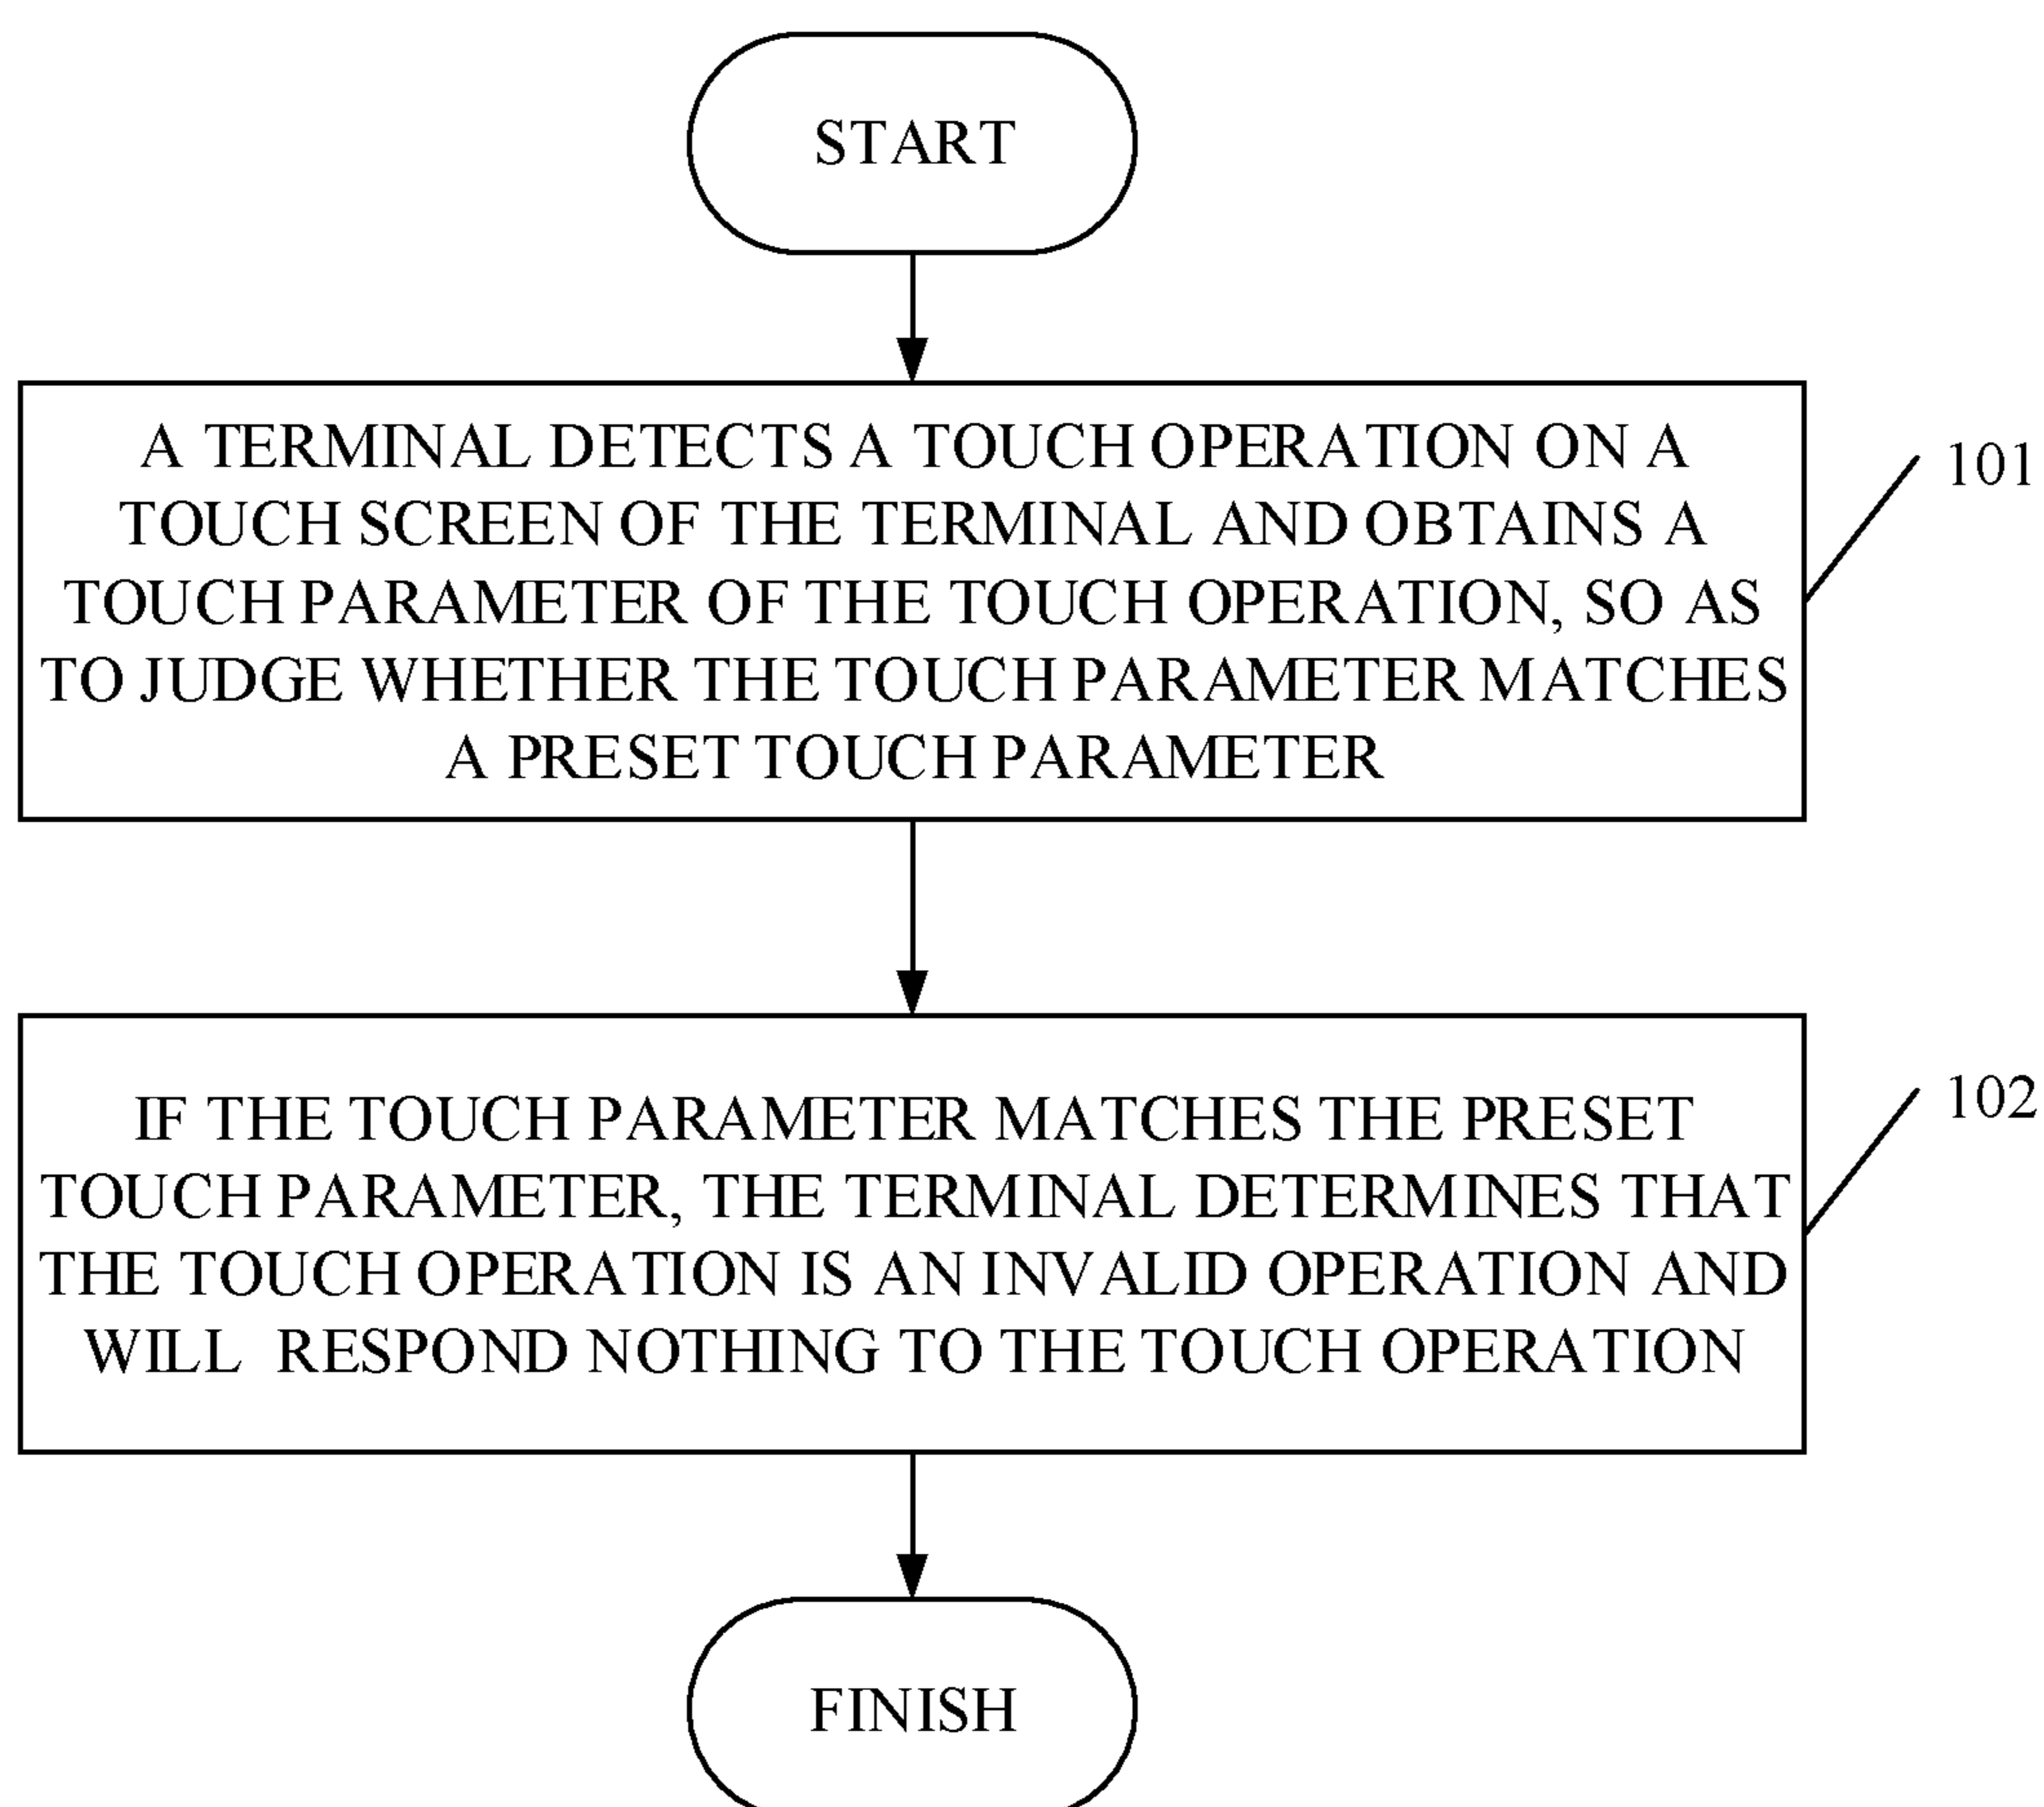 START
A TERMINAL DETECTS A TOUCH OPERATION ON A
TOUCH SCREEN OF THE TERMINAL AND OBTAINS A
TOUCH PARAMETER OF THE TOUCH OPERATION, SO AS
TO JUDGE WHETHER THE TOUCH PARAMETER MATCHES
A PRESET TOUCH PARAMETER
101
IF THE TOUCH PARAMETER MATCHES THE PRESET
TOUCH PARAMETER, THE TERMINAL DETERMINES THAT
THE TOUCH OPERATION IS AN INVALID OPERATION AND
WILL RESPOND NOTHING TO THE TOUCH OPERATION
102
FINISH